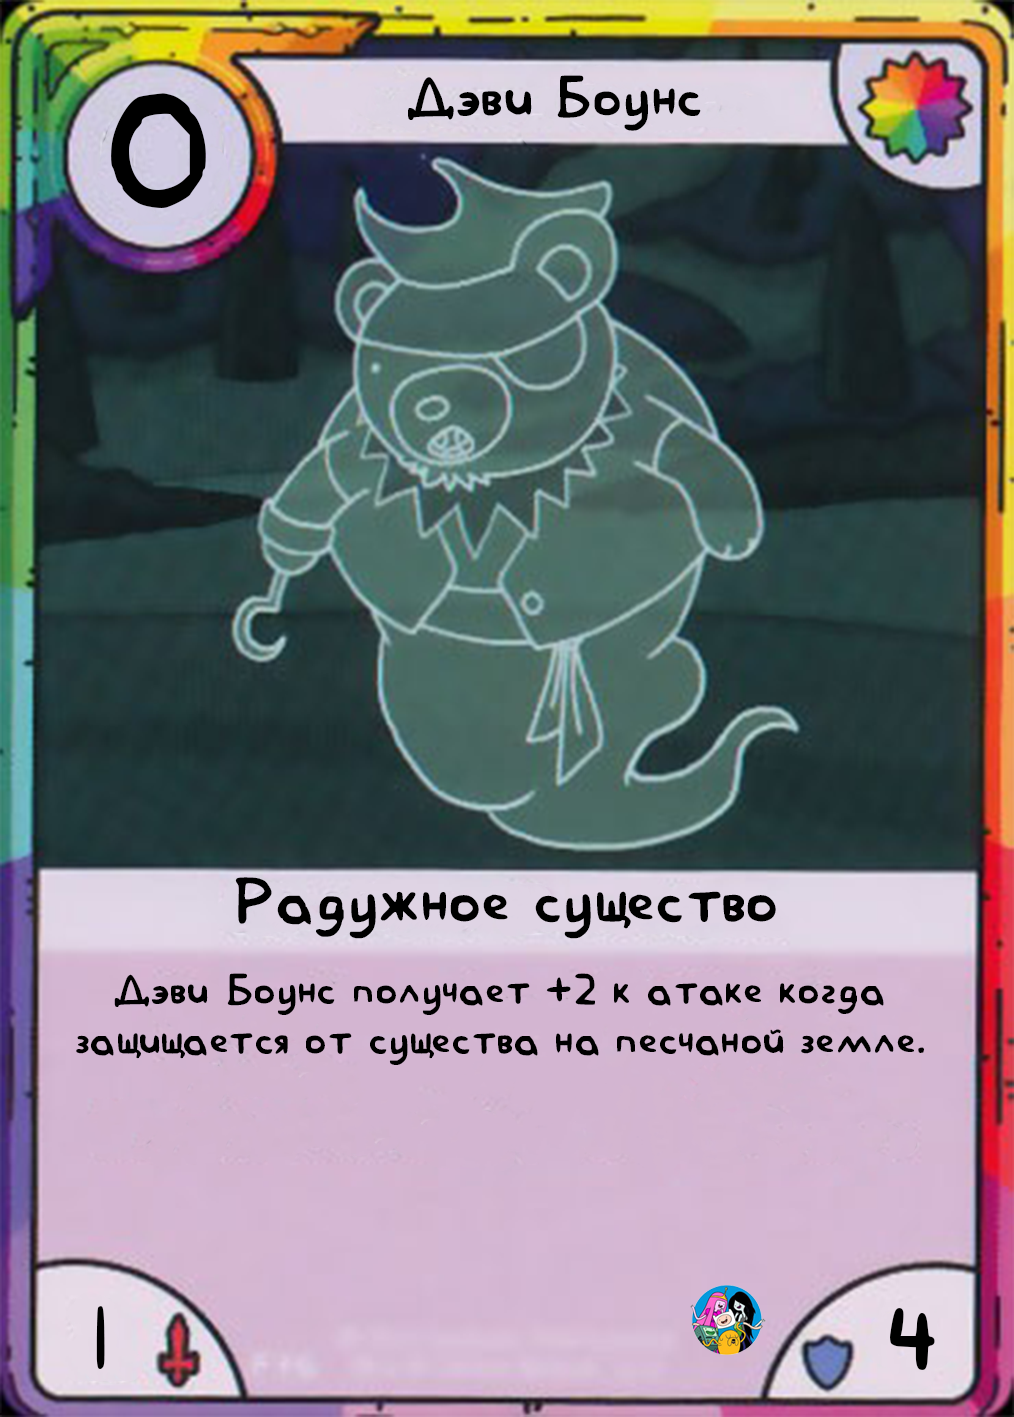 0
Дэви Боунс
Радужное существо
Дэви Боунс получает +2 к атаке когда
защищается от существа на песчаной земле.
1
4